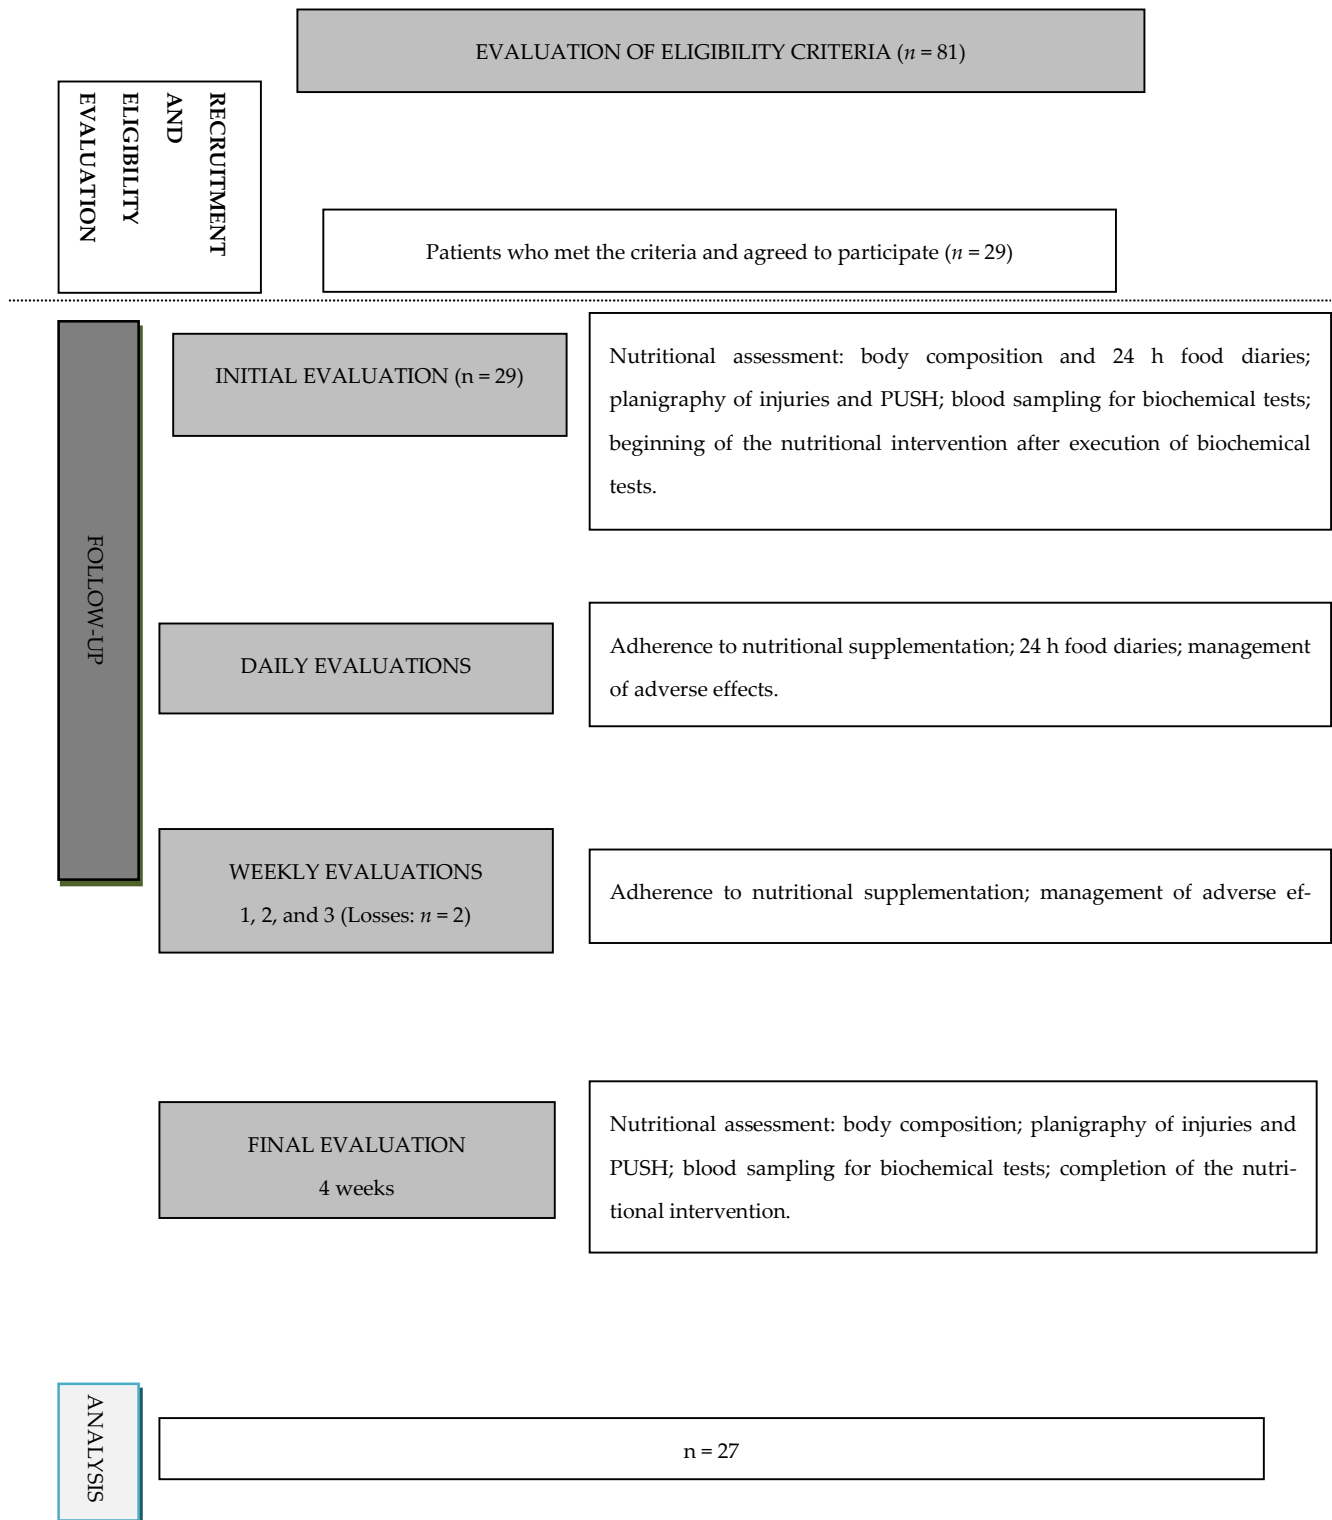 EVALUATION OF ELIGIBILITY CRITERIA (n = 81)
RECRUITMENT
AND
ELIGIBILITY
EVALUATION
Patients who met the criteria and agreed to participate (n = 29)
FOLLOW-UP
INITIAL EVALUATION (n = 29)
Nutritional assessment: body composition and 24 h food diaries;
planigraphy of injuries and PUSH; blood sampling for biochemical tests;
beginning of the nutritional intervention after execution of biochemical
tests.
DAILY EVALUATIONS
Adherence to nutritional supplementation; 24 h food diaries; management
of adverse effects.
WEEKLY EVALUATIONS
1, 2, and 3 (Losses: n = 2)
Adherence to nutritional supplementation; management of adverse ef-
FINAL EVALUATION
4 weeks
Nutritional assessment: body composition; planigraphy of injuries and
PUSH; blood sampling for biochemical tests; completion of the nutri-
tional intervention.
ANALYSIS
n = 27